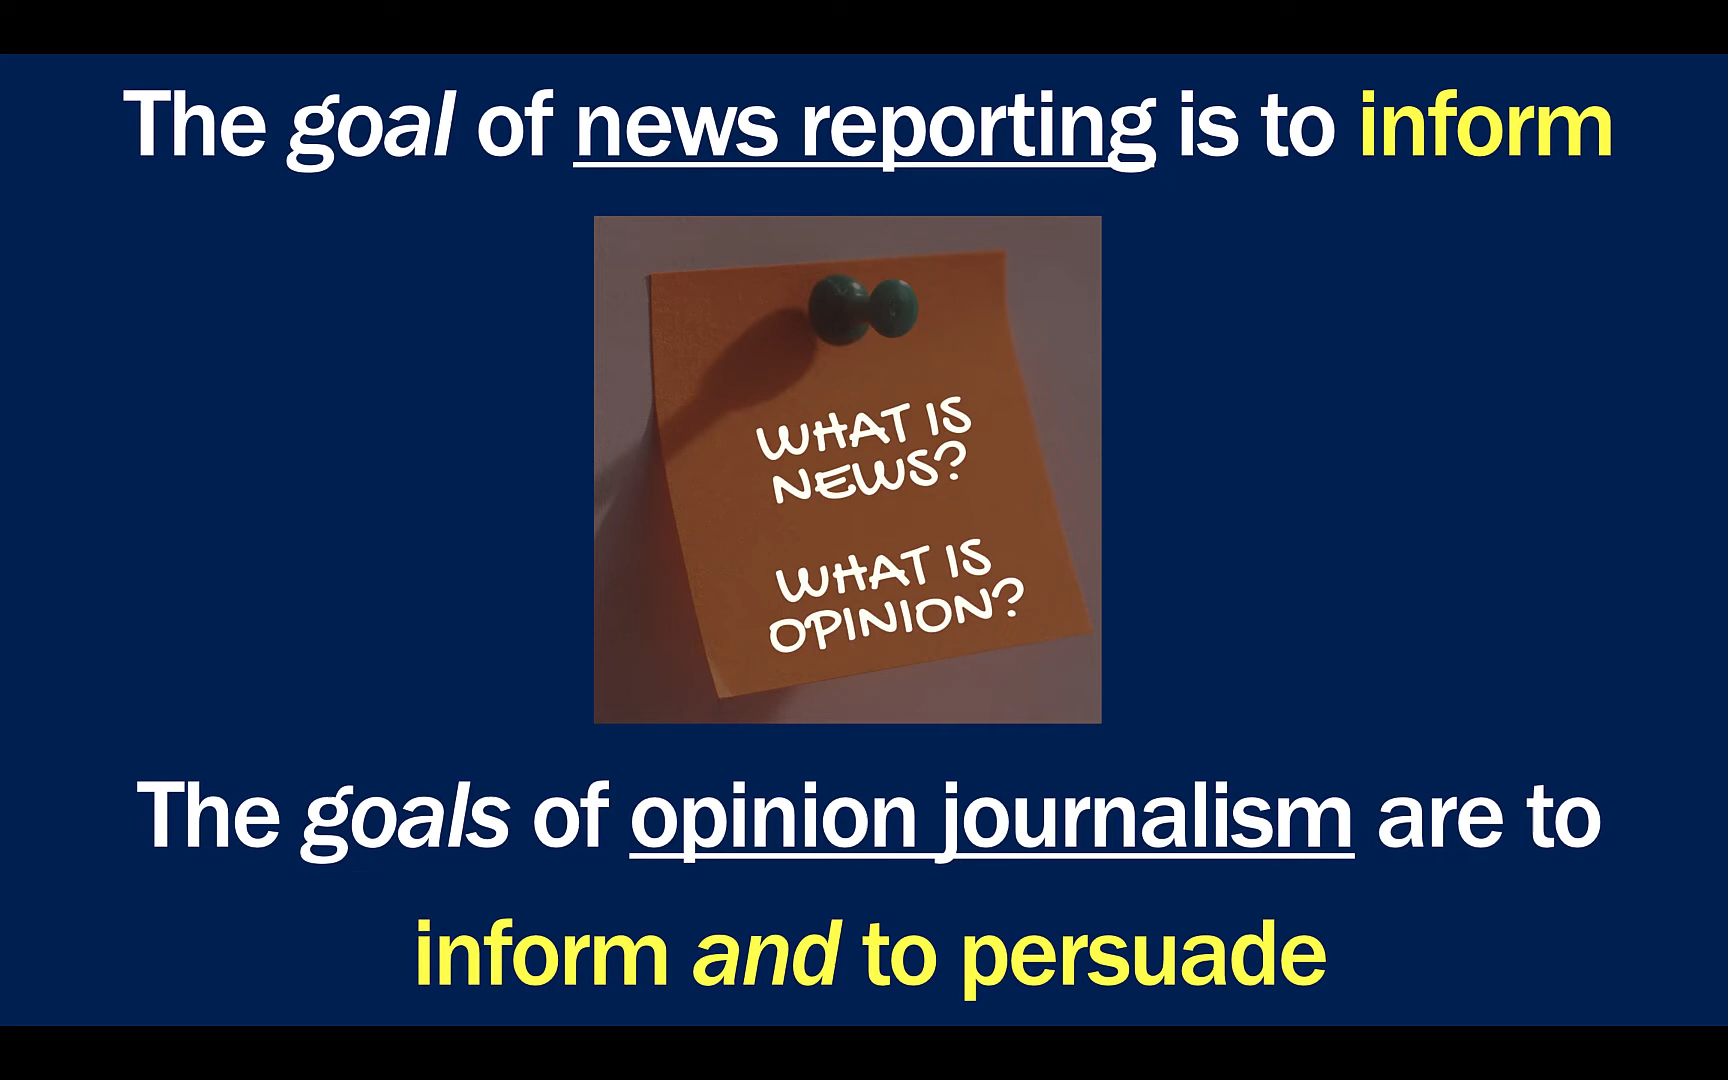 The goal of news reporting is to inform
WHAT IS
NEWS?
WHAT IS
OPINION?
The goals of opinion journalism are to
inform and to persuade